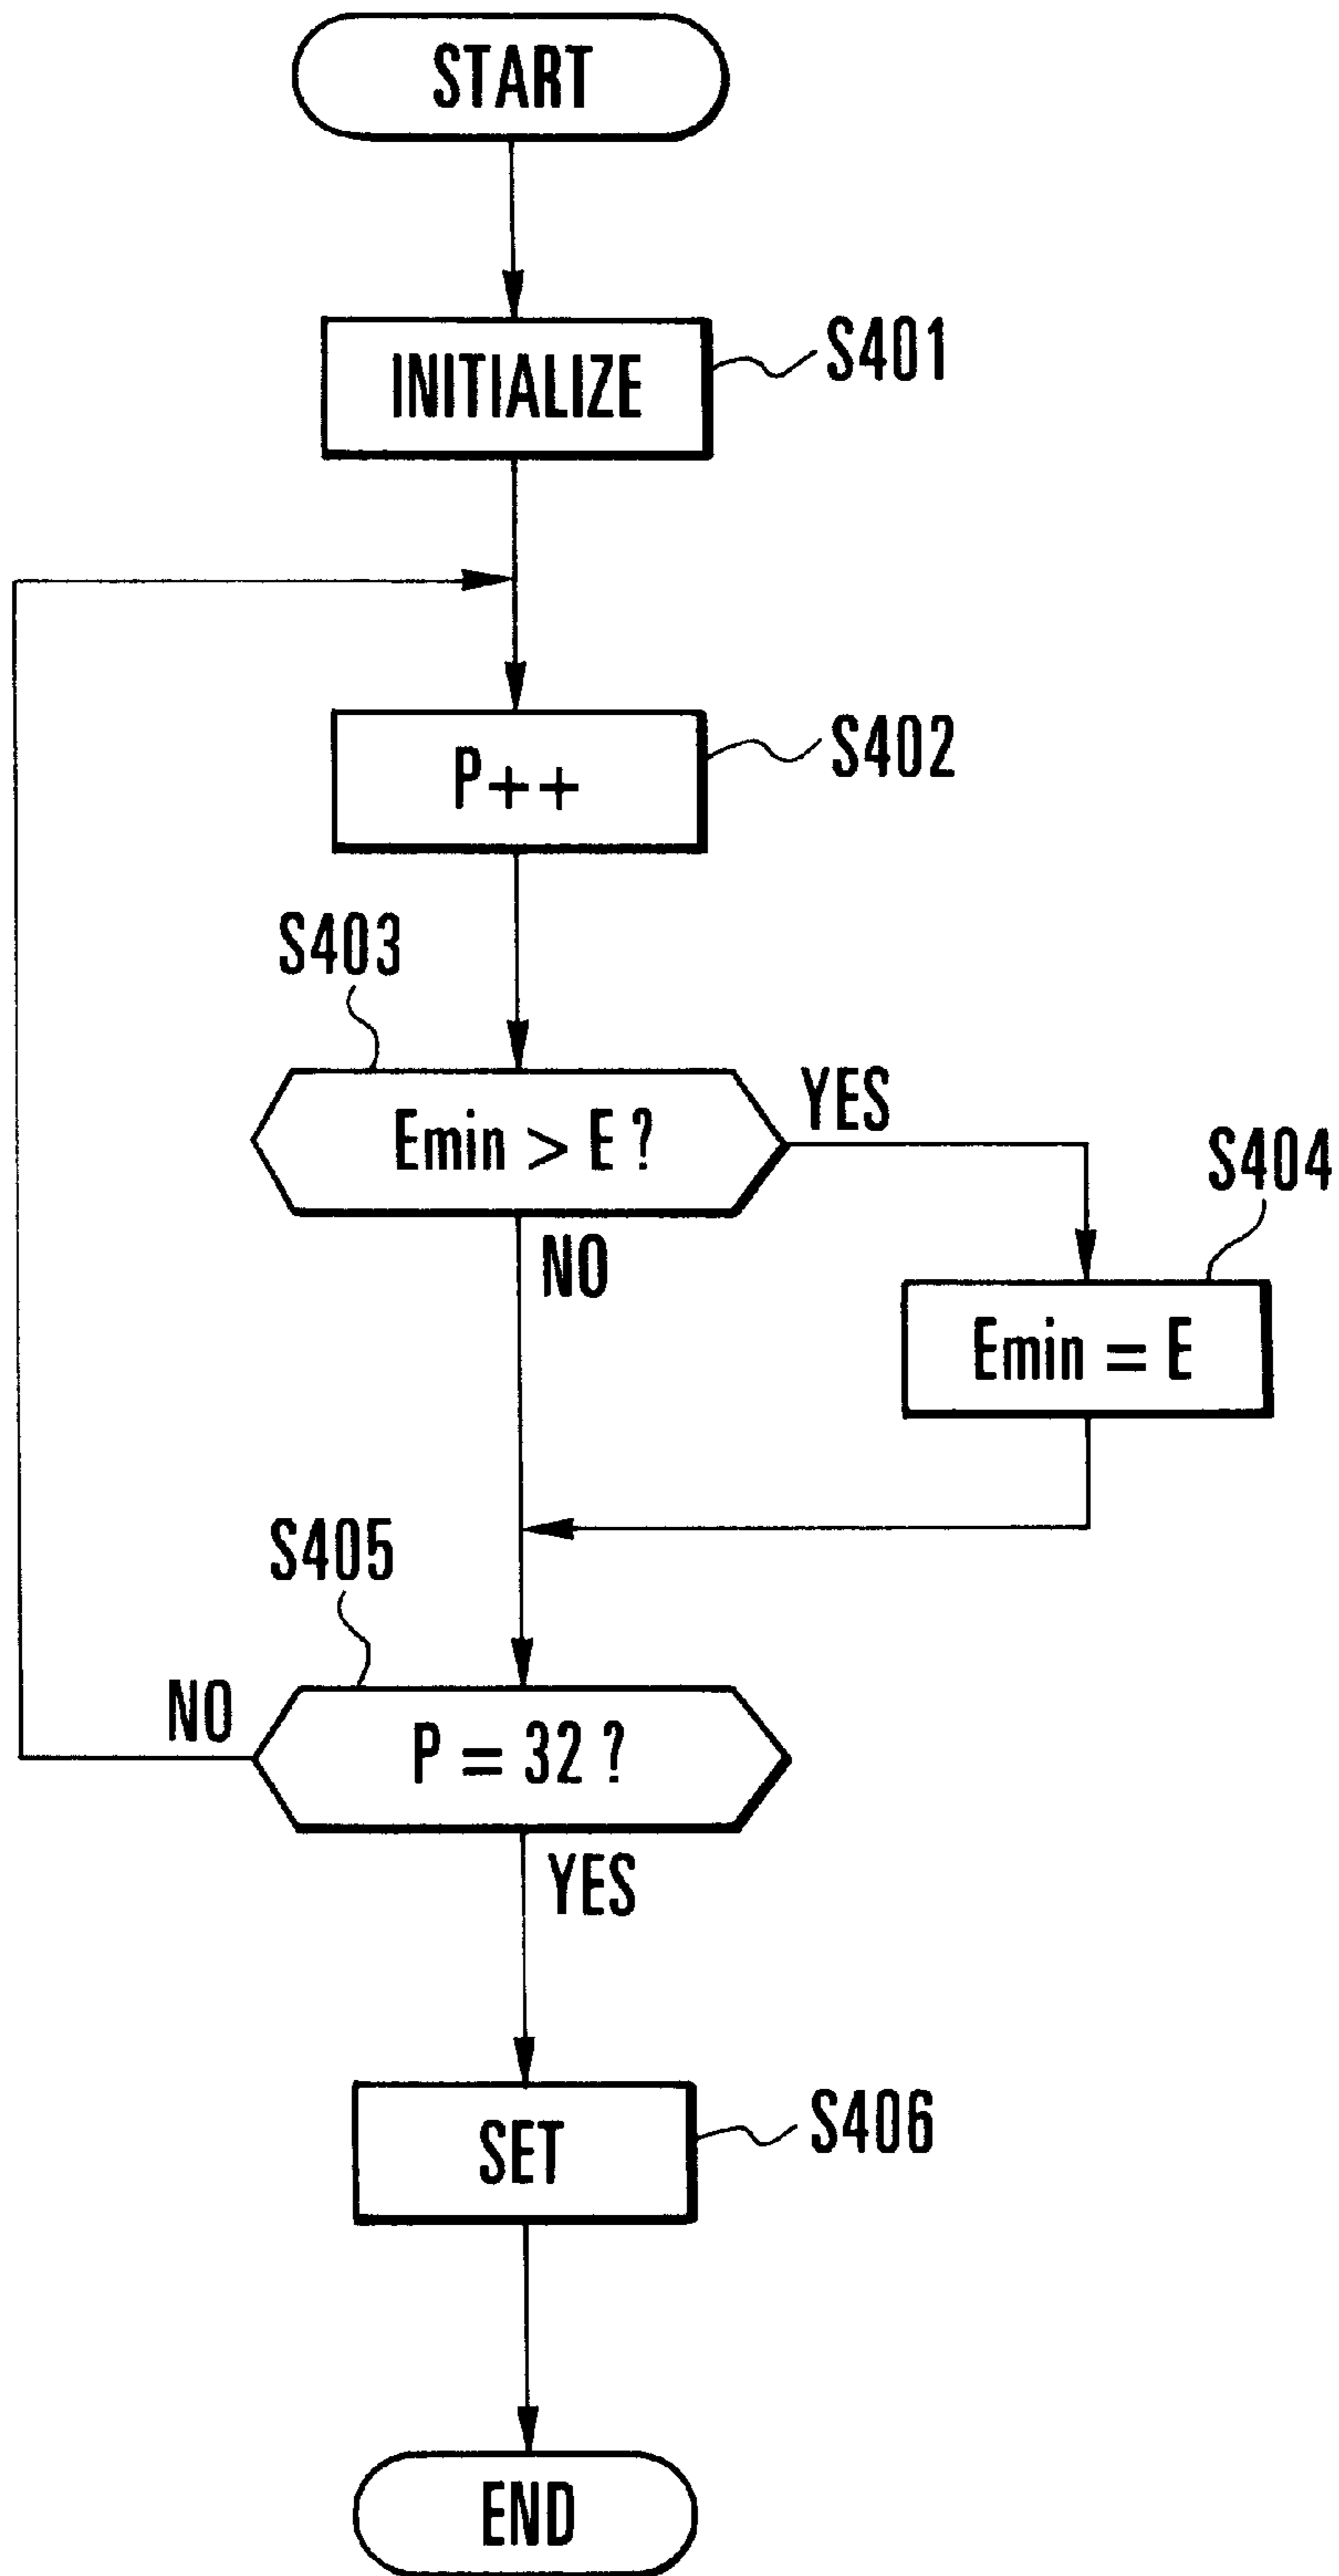 START
INITIALIZE
S401
P++
S402
S403
Emin > E ?
YES
NO
S404
Emin = E
S405
NO
P = 32 ?
YES
SET
S406
END